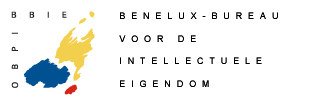 BBIE
OBPI
BENELUX-BUREAU
VOOR DE
INTELLECTUELE
EIGENDOM